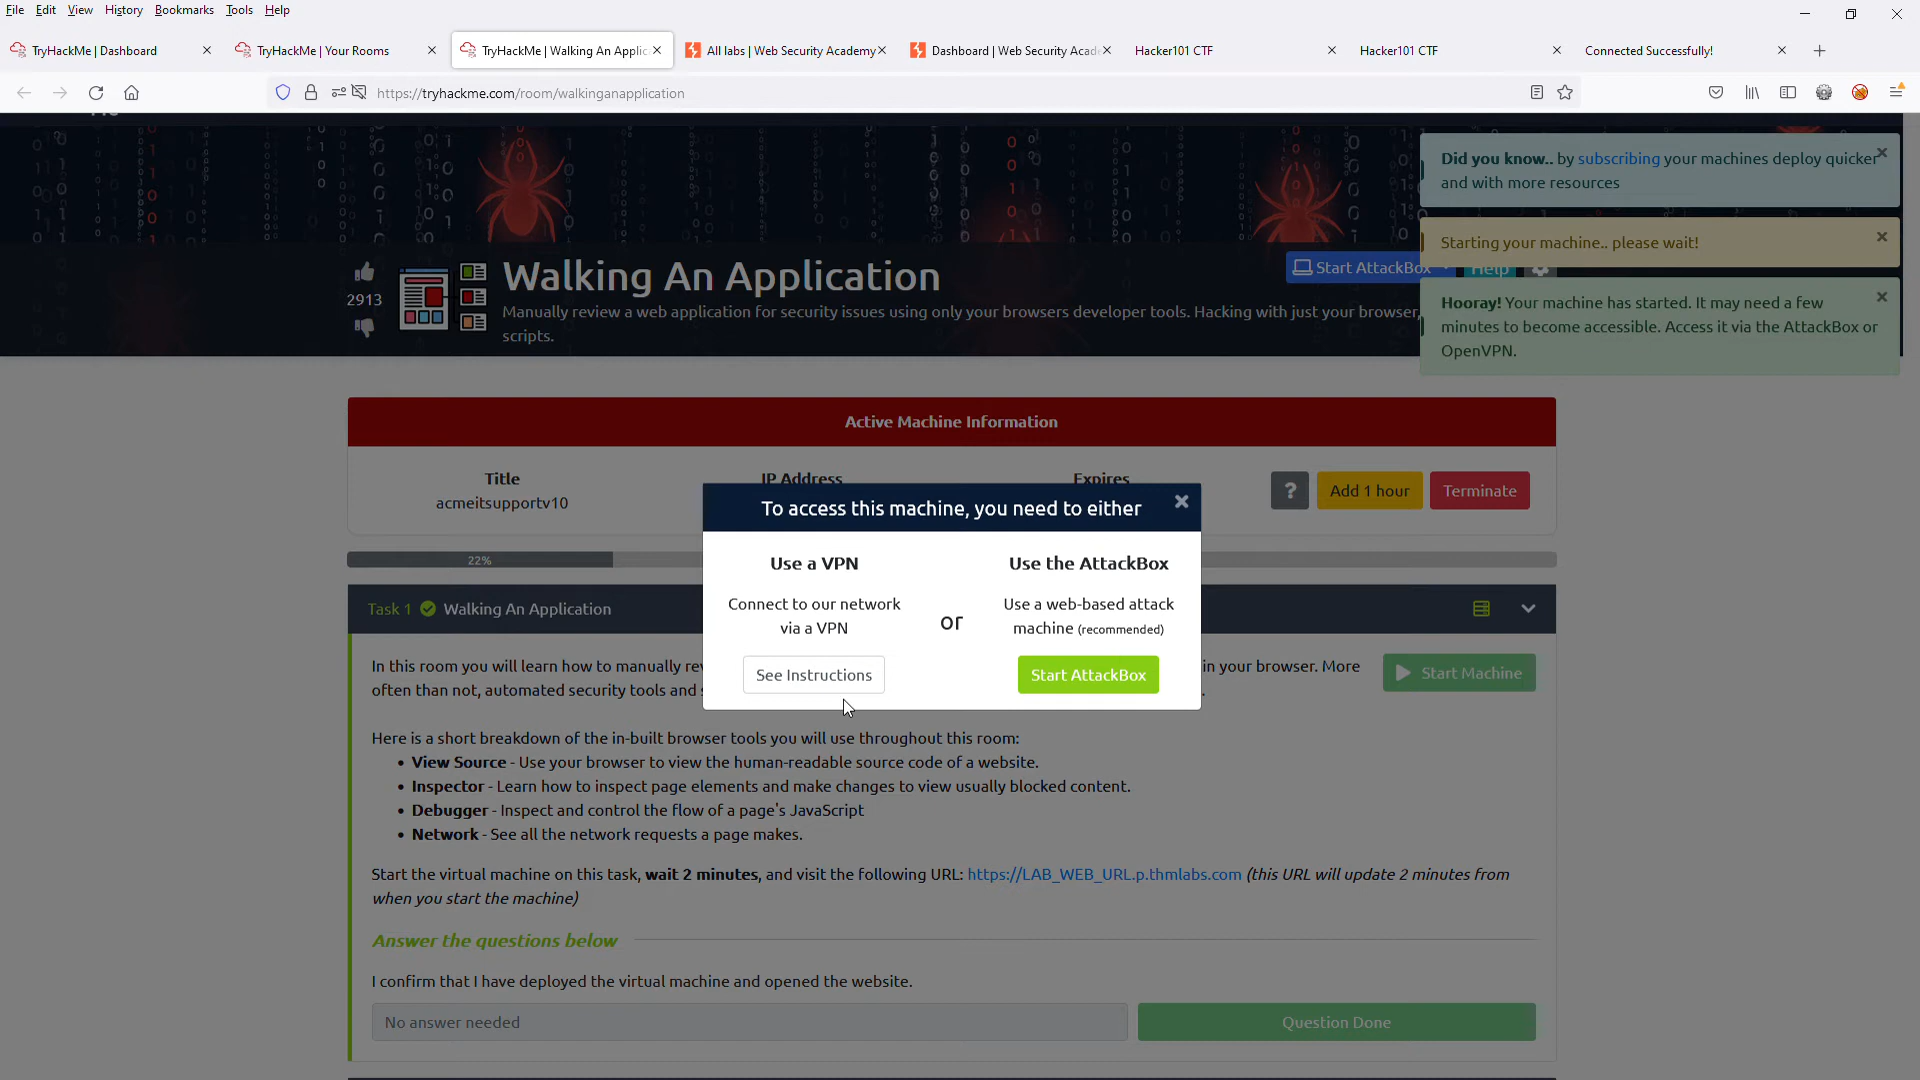 File Edit View History Bookmarks Tools Help
TryHackMe | Dashboard
TryHackMe | Your Rooms
TryHackMe | Walking An Applic
All labs | Web Security Academy
Dashboard | Web Security Acad
Hacker101 CTF
Hacker101 CTF
Connected Successfully!
https://tryhackme.com/room/walkinganapplication
Did you know.. by subscribing your machines deploy quicker
and with more resources
Starting your machine.. please wait!
Start AttackBox
Help
Hooray! Your machine has started. It may need a few
minutes to become accessible. Access it via the AttackBox or
OpenVPN.
2913
Walking An Application
Manually review a web application for security issues using only your browsers developer tools. Hacking with just your browser,
scripts.
Active Machine Information
Title
IP Address
Expires
acmeitsupportv10
?
Add 1 hour
Terminate
22%
To access this machine, you need to either
Use a VPN
Connect to our network
via a VPN
See Instructions
or
Use the AttackBox
Use a web-based attack
machine (recommended)
Start AttackBox
Task 1 Walking An Application
In this room you will learn how to manually rev
in your browser. More
often than not, automated security tools and s
Start Machine
Here is a short breakdown of the in-built browser tools you will use throughout this room:
• View Source - Use your browser to view the human-readable source code of a website.
• Inspector - Learn how to inspect page elements and make changes to view usually blocked content.
• Debugger - Inspect and control the flow of a page's JavaScript
• Network - See all the network requests a page makes.
Start the virtual machine on this task, wait 2 minutes, and visit the following URL: https://LAB_WEB_URL.p.thmlabs.com (this URL will update 2 minutes from
when you start the machine)
Answer the questions below
I confirm that I have deployed the virtual machine and opened the website.
No answer needed
Question Done